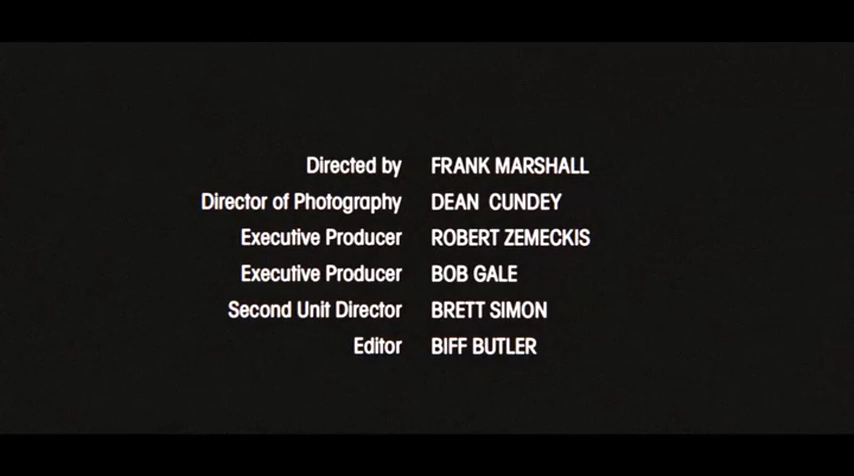 Directed by FRANK MARSHALL
Director of Photography DEAN CUNDEY
Executive Producer ROBERT ZEMECKIS
Executive Producer BOB GALE
Second Unit Director BRETT SIMON
Editor BIFF BUTLER